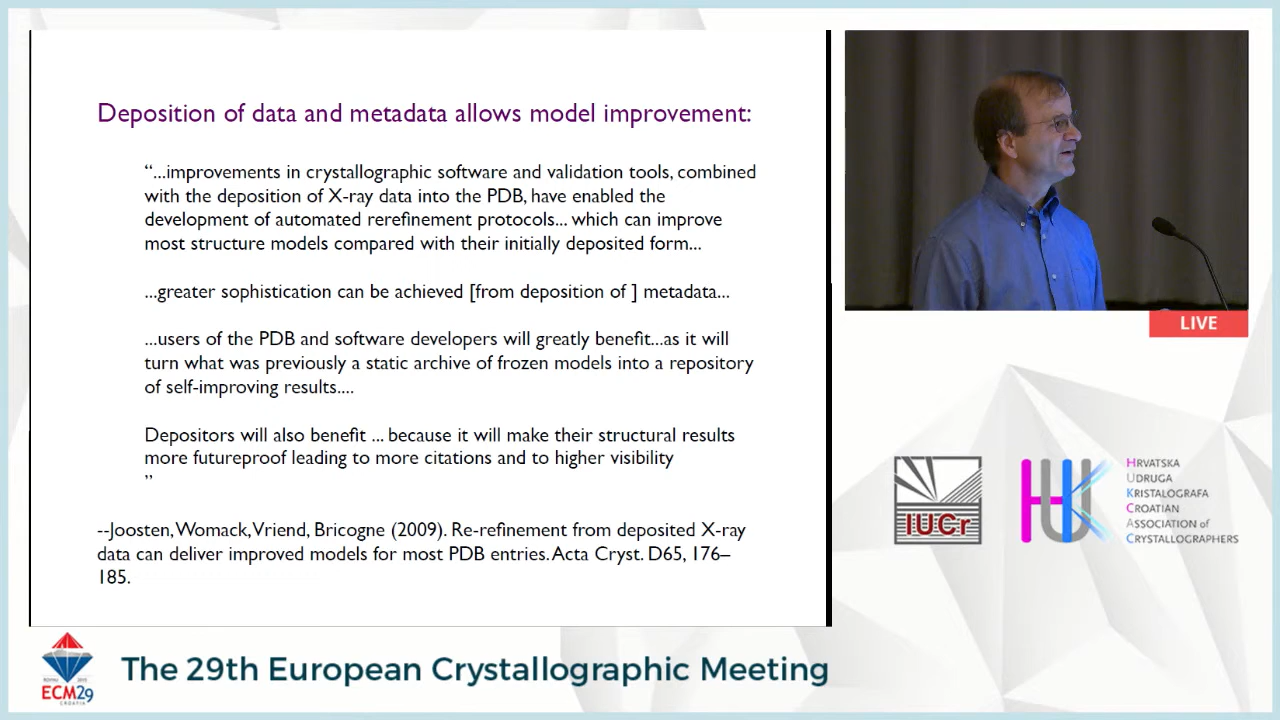 Deposition of data and metadata allows model improvement:
“...improvements in crystallographic software and validation tools, combined
with the deposition of X-ray data into the PDB, have enabled the
development of automated rerefinement protocols... which can improve
most structure models compared with their initially deposited form...
...greater sophistication can be achieved [from deposition of ] metadata...
...users of the PDB and software developers will greatly benefit...as it will
turn what was previously a static archive of frozen models into a repository
of self-improving results....
Depositors will also benefit ... because it will make their structural results
more futureproof leading to more citations and to higher visibility
”
--Joosten, Womack, Vriend, Bricogne (2009). Re-refinement from deposited X-ray
data can deliver improved models for most PDB entries. Acta Cryst. D65, 176–
185.
LIVE
IUCr
HUK
HRVATSKA
UDRUGA
KRISTALOGRAFA
CROATIAN
ASSOCIATION of
CRYSTALLOGRAPHERS
ECM29
CROATIA
The 29th European Crystallographic Meeting